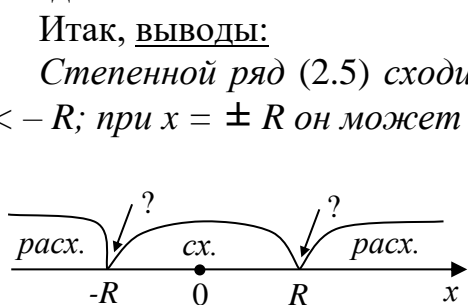 Итак, выводы:
Степенной ряд (2.5) сходи
< – R; при x = ± R он может
? ?
расх. сх. расх.
-R 0 R x